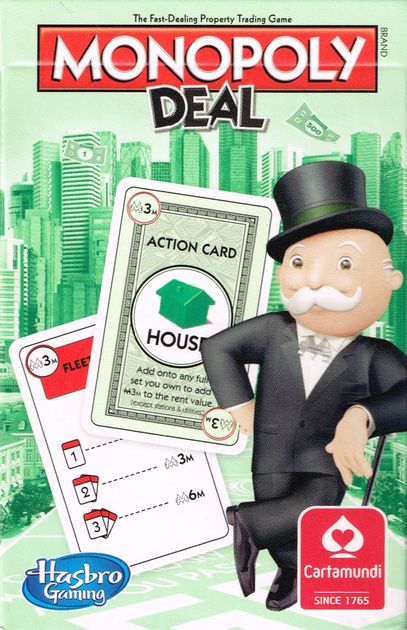 The Fast-Dealing Property Trading Game
MONOPOLY
BRAND
DEAL
1
500
3M
ACTION CARD
HOUSE
Add onto any full
set you own to add
M3M to the rent value
(except stations & utilities)
3M
3M
FLEET
1
2
3M
3
6M
Hasbro
Gaming
Cartamundi
SINCE 1765